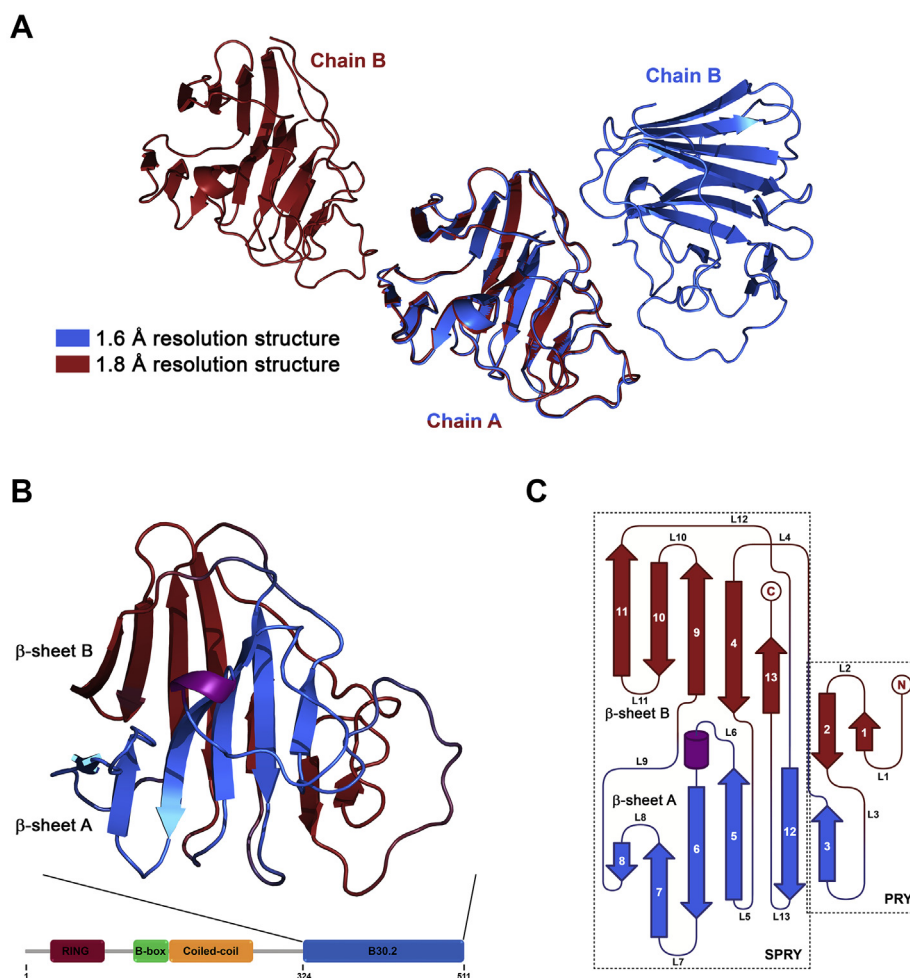 A
Chain B
Chain B
1.6 Å resolution structure
1.8 Å resolution structure
Chain A
B
β-sheet B
β-sheet A
RING
B-box
Coiled-coil
B30.2
1
324
511
C
L12
L4
L10
11
10
9
4
C
13
L2
N
2
1
L11
β-sheet B
L6
L1
L9
β-sheet A
L8
L3
12
3
5
6
8
7
L5
L13
L7
PRY
SPRY